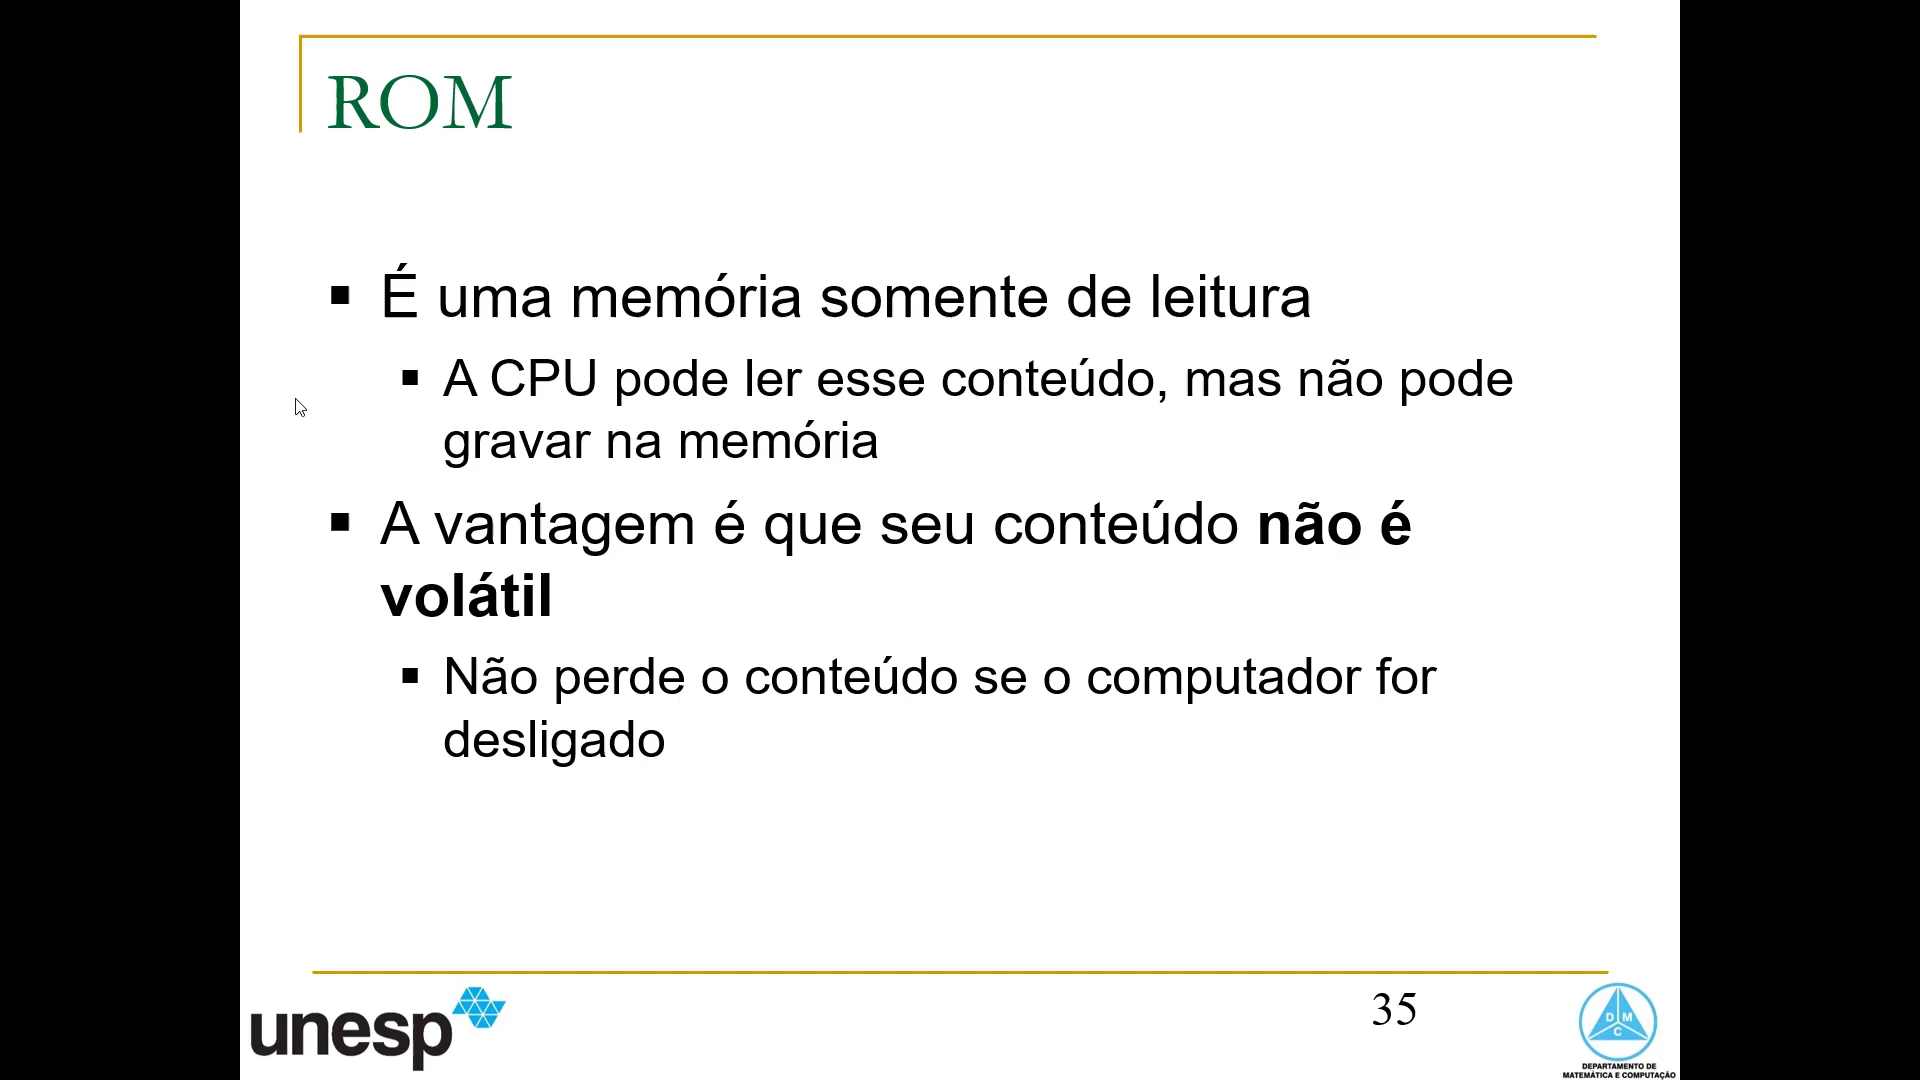 ROM
É uma memória somente de leitura
A CPU pode ler esse conteúdo, mas não pode
gravar na memória
A vantagem é que seu conteúdo não é
volátil
Não perde o conteúdo se o computador for
desligado
unesp
35
D M
C
DEPARTAMENTO DE
MATEMÁTICA E COMPUTAÇÃO